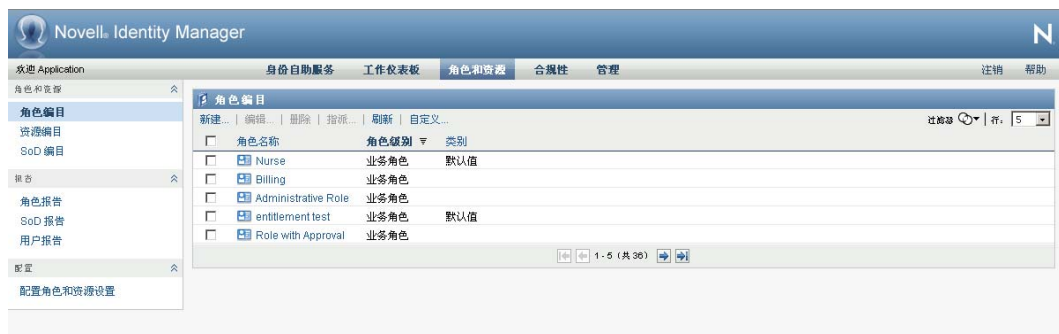 Novell® Identity Manager
N
欢迎 Application
身份自助服务 工作仪表板 角色和资源 合规性 管理 注销 帮助
角色和资源
角色编目
资源编目
SoD 编目
报告
角色报告
SoD 报告
用户报告
配置
配置角色和资源设置
角色编目
新建... | 编辑... | 删除 | 指派... | 刷新 | 自定义...
过滤器 | 行: 5
角色名称 角色级别 类别
Nurse 业务角色 默认值
Billing 业务角色
Administrative Role 业务角色
entitlement test 业务角色 默认值
Role with Approval 业务角色
1 - 5 (共 36)